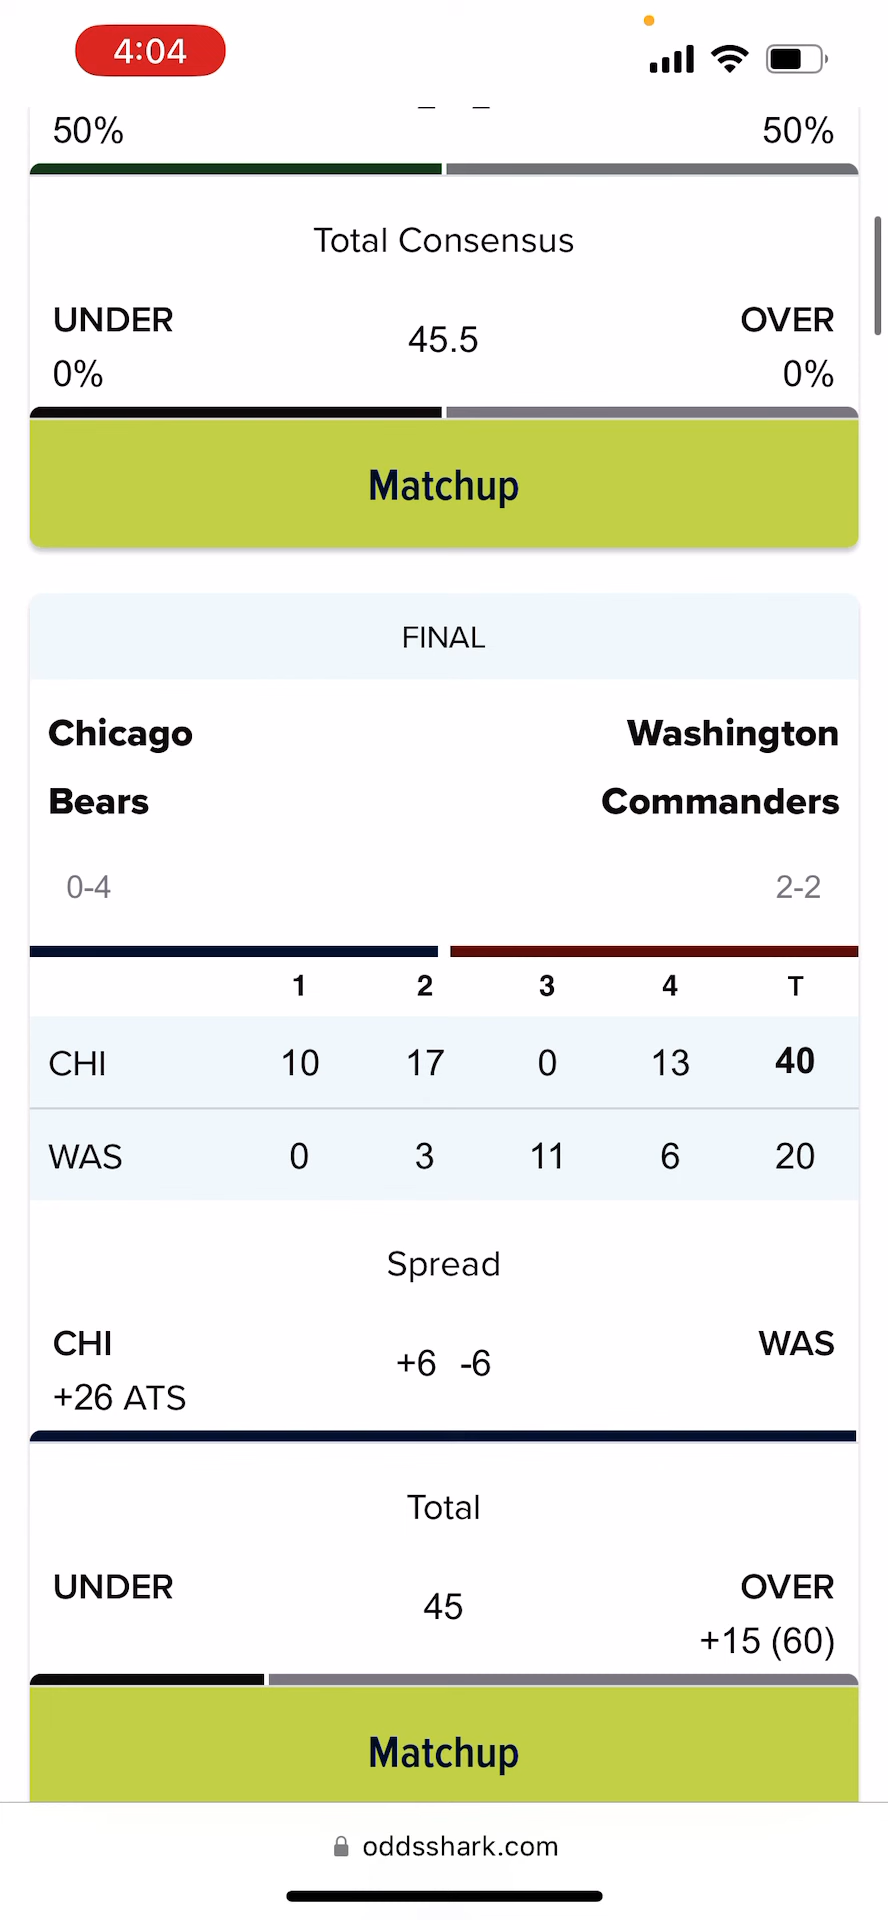 4:04
50% 50%
Total Consensus
UNDER 45.5 OVER
0% 0%
Matchup
FINAL
Chicago Washington
Bears Commanders
0-4 2-2
1 2 3 4 T
CHI 10 17 0 13 40
WAS 0 3 11 6 20
Spread
CHI +6 -6 WAS
+26 ATS
Total
UNDER 45 OVER
+15 (60)
Matchup
oddsshark.com